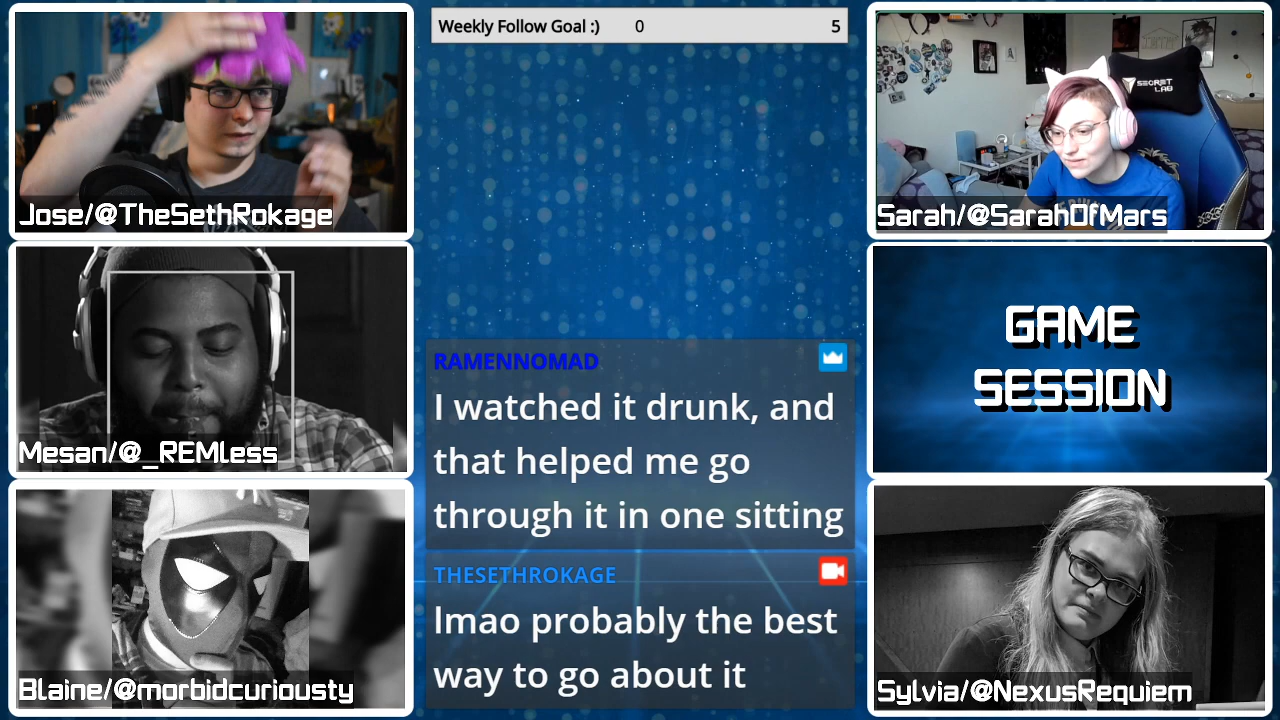 Weekly Follow Goal :) 0 5
Jose/@TheSethRokage
SECRET
LAB
Sarah/@SarahOfMars
Mesan/@_REMless
GAME
SESSION
RAMENNOMAD
I watched it drunk, and
that helped me go
through it in one sitting
THESETHROKAGE
lmao probably the best
way to go about it
Blaine/@morbidcuriousty
Sylvia/@NexusRequiem